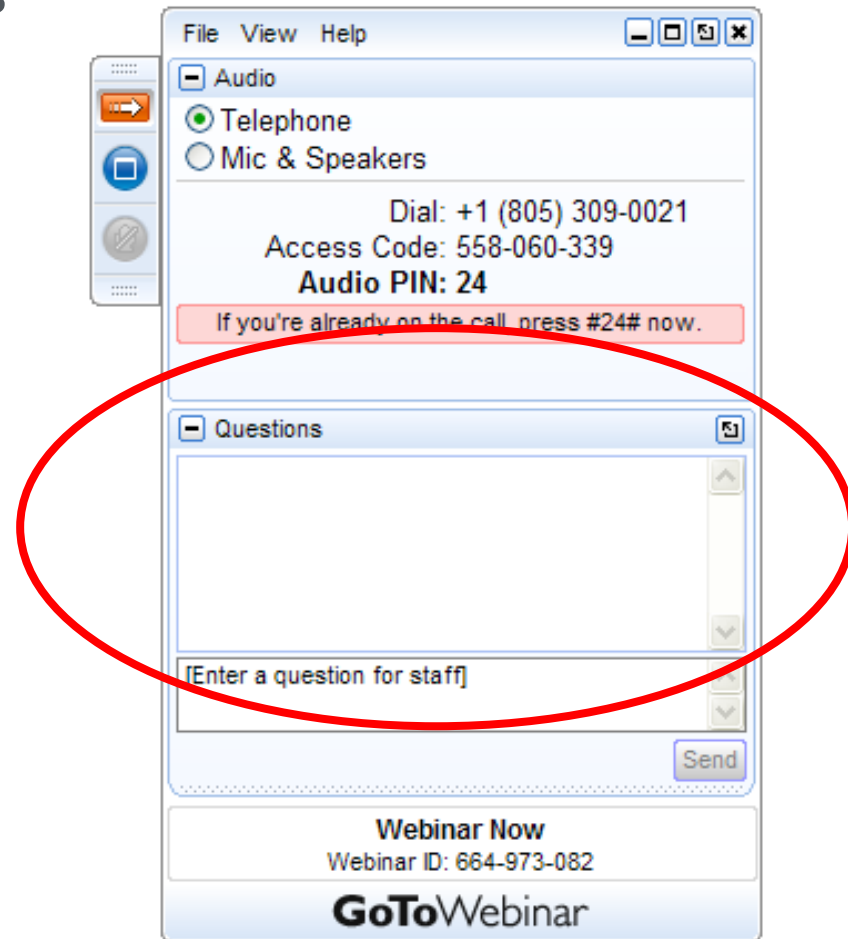 File View Help
Audio
Telephone
Mic & Speakers
Dial: +1 (805) 309-0021
Access Code: 558-060-339
Audio PIN: 24
If you're already on the call, press #24# now.
Questions
[Enter a question for staff]
Send
Webinar Now
Webinar ID: 664-973-082
GoToWebinar